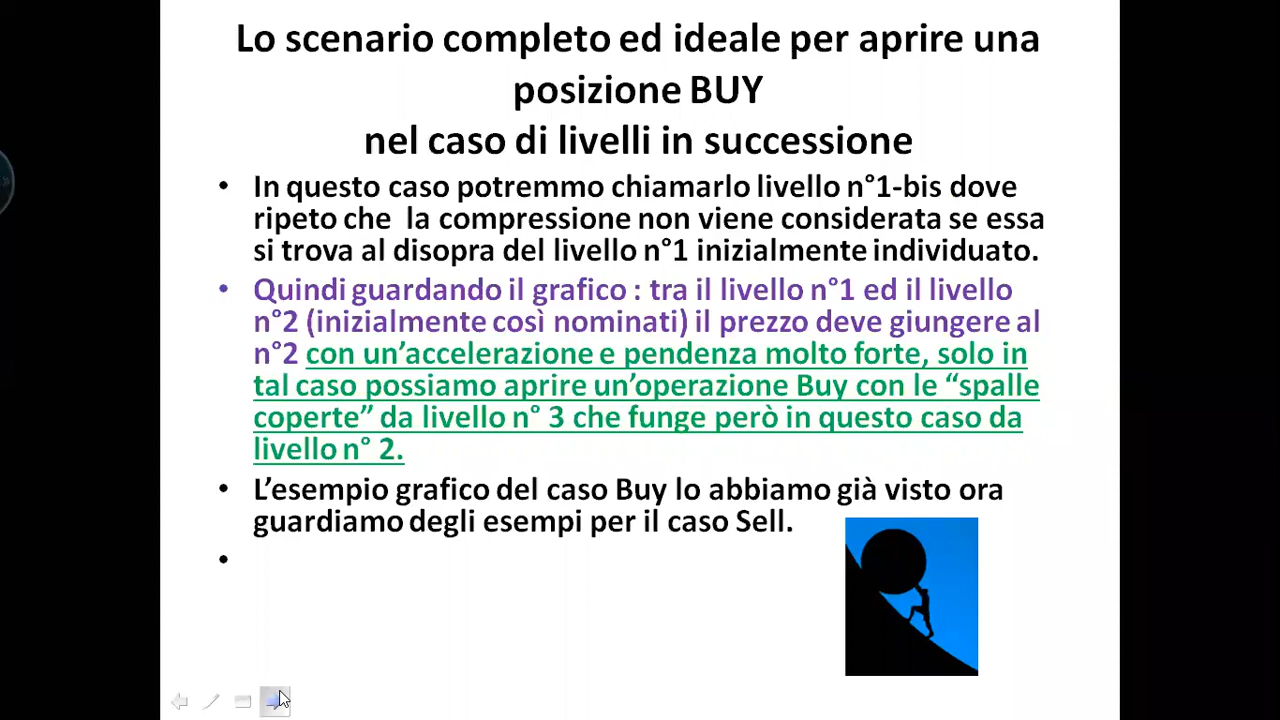 Lo scenario completo ed ideale per aprire una
posizione BUY
nel caso di livelli in successione
• In questo caso potremmo chiamarlo livello n°1-bis dove
ripeto che la compressione non viene considerata se essa
si trova al disopra del livello n°1 inizialmente individuato.
• Quindi guardando il grafico : tra il livello n°1 ed il livello
n°2 (inizialmente così nominati) il prezzo deve giungere al
n°2 con un’accelerazione e pendenza molto forte, solo in
tal caso possiamo aprire un’operazione Buy con le “spalle
coperte” da livello n° 3 che funge però in questo caso da
livello n° 2.
• L’esempio grafico del caso Buy lo abbiamo già visto ora
guardiamo degli esempi per il caso Sell.
•